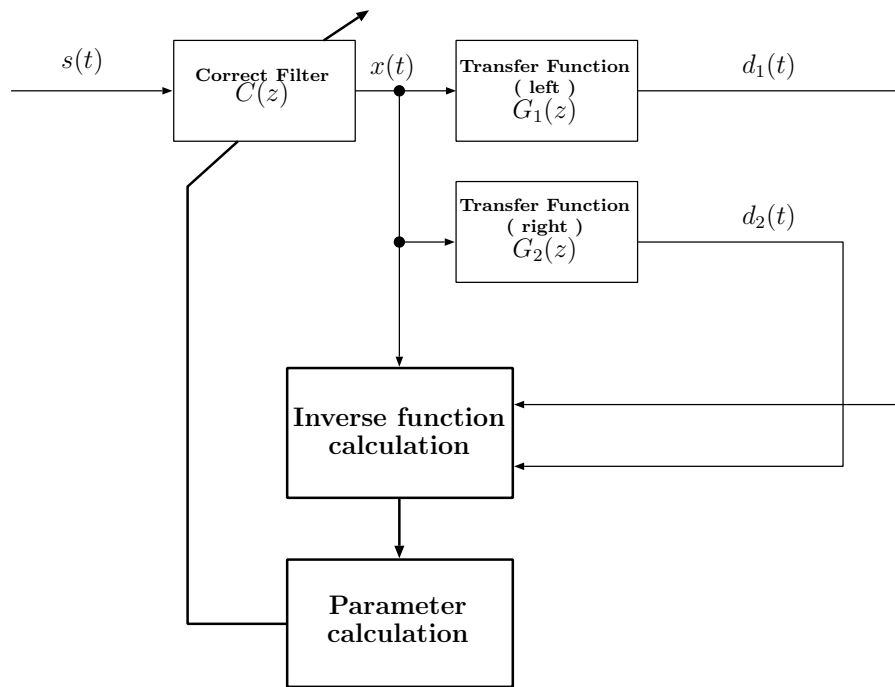 s(t)
Correct Filter
C(z)
x(t)
Transfer Function
( left )
G₁(z)
d₁(t)
Transfer Function
( right )
G₂(z)
d₂(t)
Inverse function
calculation
Parameter
calculation